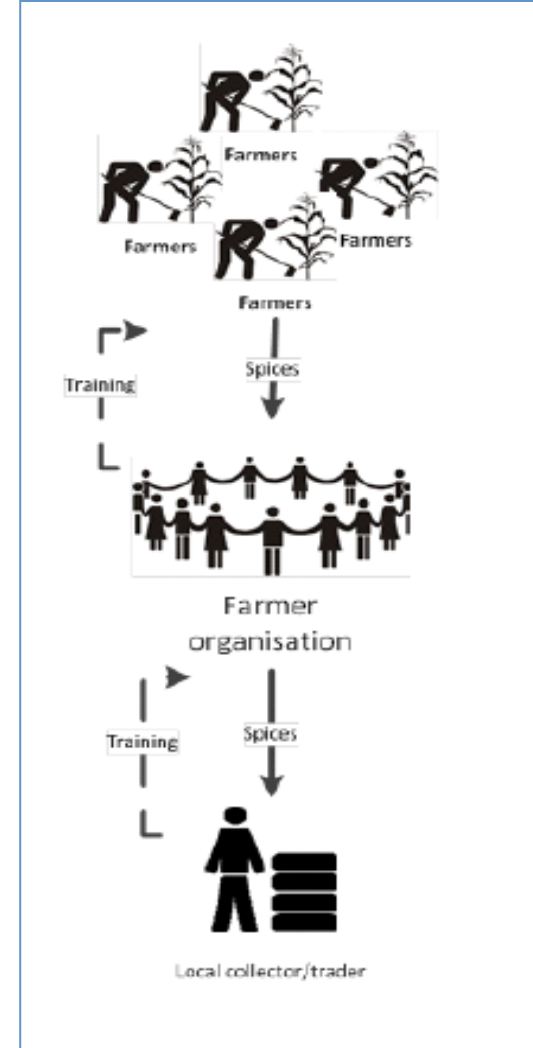 Farmers
Farmers
Farmers
Farmers
Spices
Training
Farmer
organisation
Spices
Training
Local collector/trader